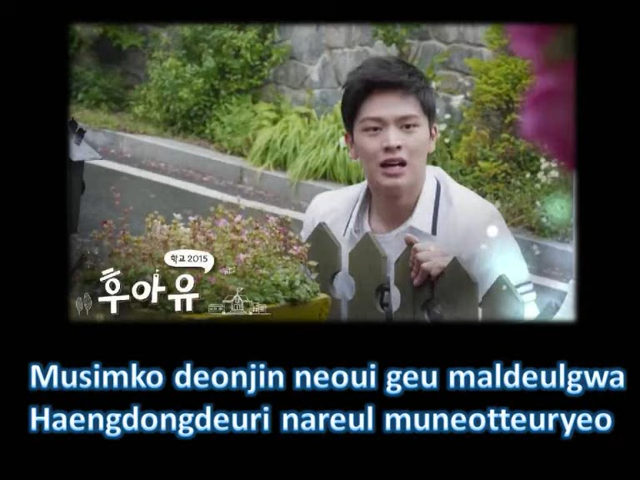 학교 2015
후아유
Musimko deonjin neoui geu maldeulgwa
Haengdongdeuri nareul muneotteuryeo